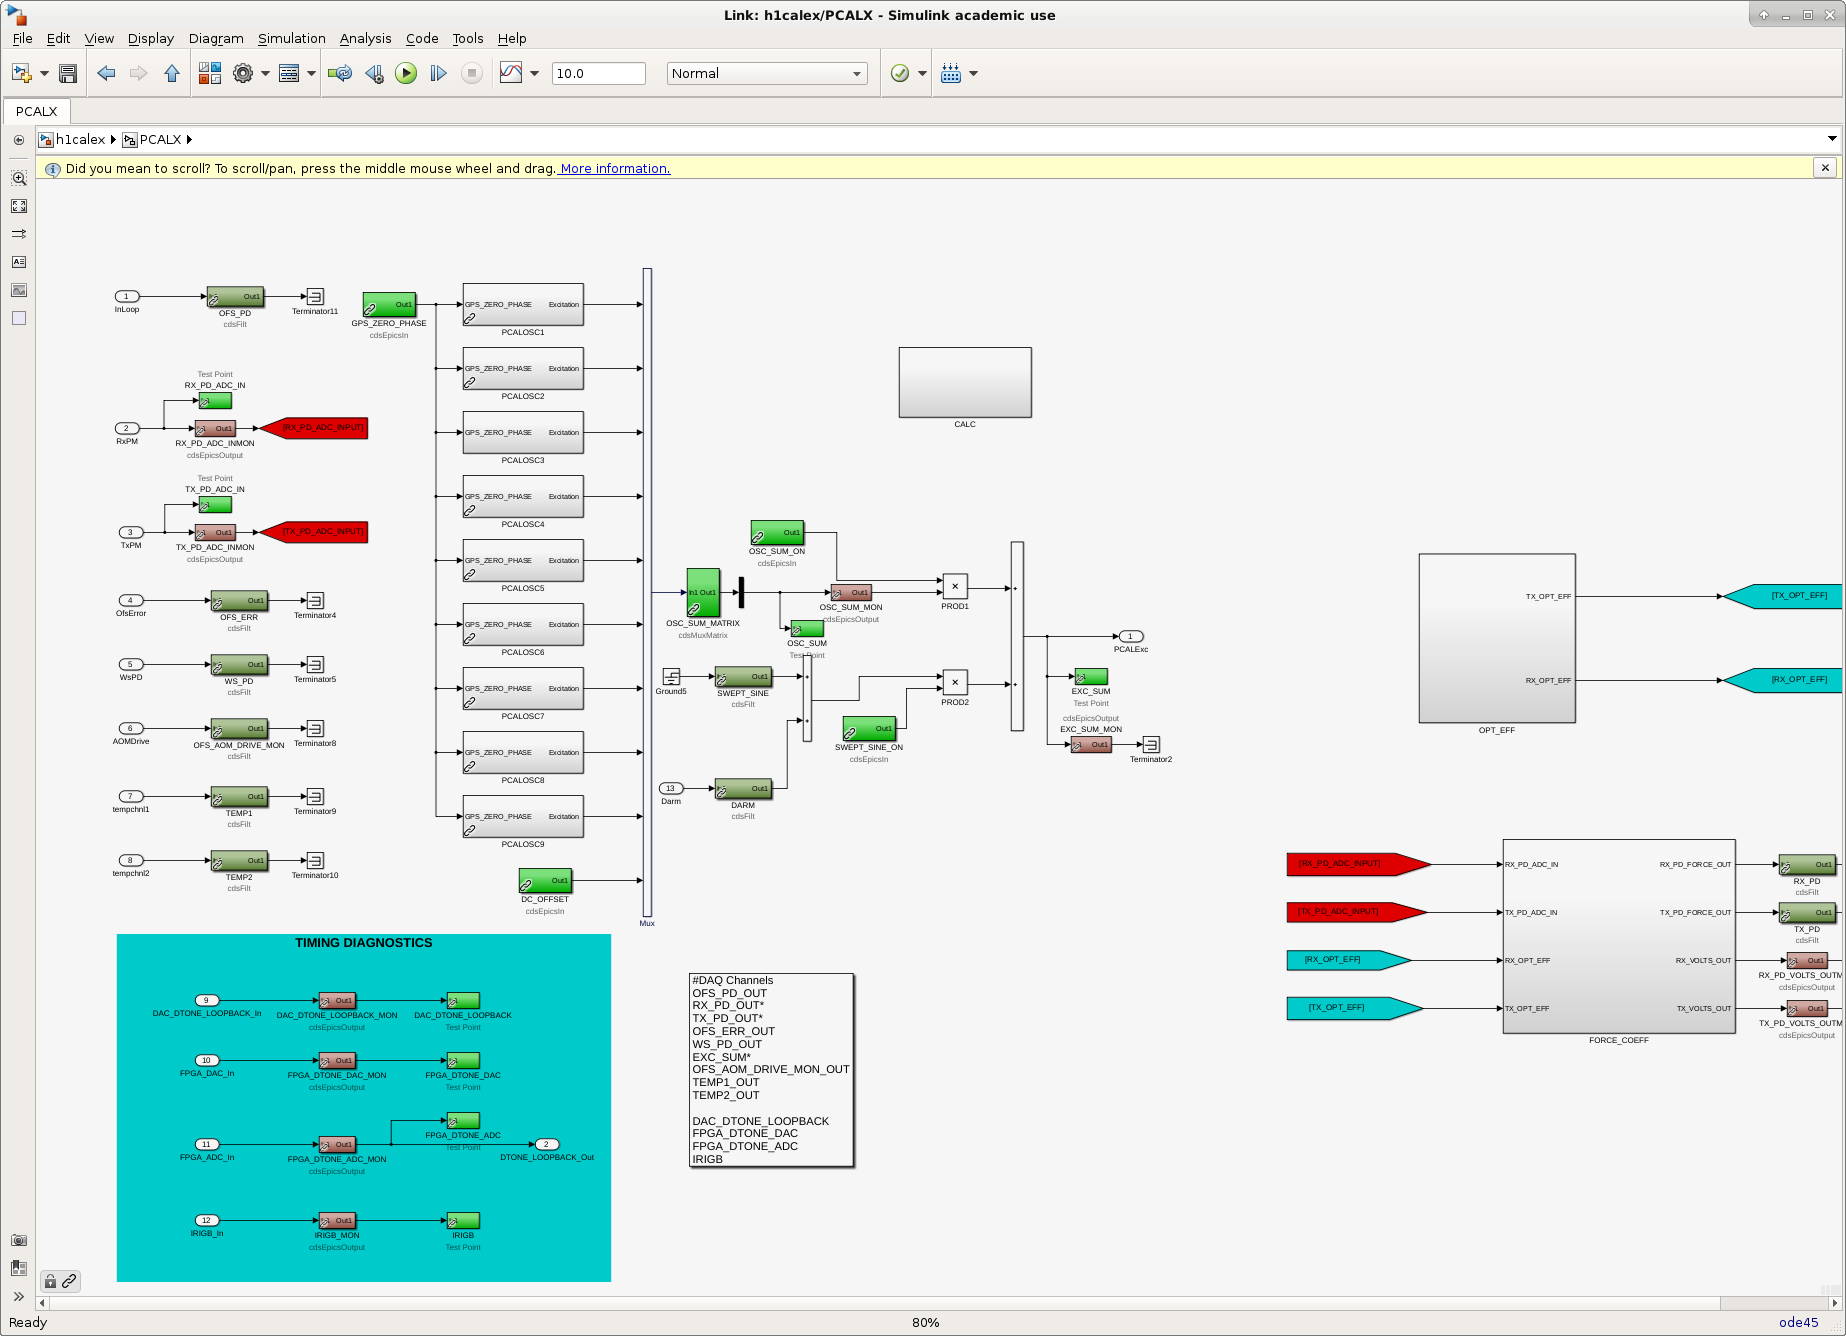 Link: h1calex/PCALX - Simulink academic use
File Edit View Display Diagram Simulation Analysis Code Tools Help
10.0
Normal
PCALX
h1calex PCALX
Did you mean to scroll? To scroll/pan, press the middle mouse wheel and drag. More information.
1
InLoop
Out1
OFS_PD
cdsFilt
Terminator11
Out1
GPS_ZERO_PHASE
cdsEpicsIn
GPS_ZERO_PHASE Excitation
PCALOSC1
GPS_ZERO_PHASE Excitation
PCALOSC2
GPS_ZERO_PHASE Excitation
PCALOSC3
GPS_ZERO_PHASE Excitation
PCALOSC4
GPS_ZERO_PHASE Excitation
PCALOSC5
GPS_ZERO_PHASE Excitation
PCALOSC6
GPS_ZERO_PHASE Excitation
PCALOSC7
GPS_ZERO_PHASE Excitation
PCALOSC8
GPS_ZERO_PHASE Excitation
PCALOSC9
Out1
DC_OFFSET
cdsEpicsIn
Mux
Test Point
RX_PD_ADC_IN
2
RxPM
Out1
RX_PD_ADC_INMON
cdsEpicsOutput
[RX_PD_ADC_INPUT]
Test Point
TX_PD_ADC_IN
3
TxPM
Out1
TX_PD_ADC_INMON
cdsEpicsOutput
[TX_PD_ADC_INPUT]
4
OfsError
Out1
OFS_ERR
cdsFilt
Terminator4
5
WsPD
Out1
WS_PD
cdsFilt
Terminator5
6
AOMDrive
Out1
OFS_AOM_DRIVE_MON
cdsFilt
Terminator8
7
tempchnl1
Out1
TEMP1
cdsFilt
Terminator9
8
tempchnl2
Out1
TEMP2
cdsFilt
Terminator10
CALC
Out1
OSC_SUM_ON
cdsEpicsIn
In1 Out1
OSC_SUM_MATRIX
cdsMuxMatrix
Out1
OSC_SUM_MON
cdsEpicsOutput
OSC_SUM
Test Point
×
PROD1
Ground5
Out1
SWEPT_SINE
cdsFilt
×
PROD2
Out1
SWEPT_SINE_ON
cdsEpicsIn
13
Darm
Out1
DARM
cdsFilt
1
PCALExc
EXC_SUM
Test Point
cdsEpicsOutput
EXC_SUM_MON
Out1
Terminator2
TX_OPT_EFF
[TX_OPT_EFF]
RX_OPT_EFF
[RX_OPT_EFF]
OPT_EFF
[RX_PD_ADC_INPUT]
[TX_PD_ADC_INPUT]
[RX_OPT_EFF]
[TX_OPT_EFF]
RX_PD_ADC_IN RX_PD_FORCE_OUT
TX_PD_ADC_IN TX_PD_FORCE_OUT
RX_OPT_EFF RX_VOLTS_OUT
TX_OPT_EFF TX_VOLTS_OUT
FORCE_COEFF
Out1
RX_PD
cdsFilt
Out1
TX_PD
cdsFilt
Out1
RX_PD_VOLTS_OUTM
cdsEpicsOutput
Out1
TX_PD_VOLTS_OUTM
cdsEpicsOutput
TIMING DIAGNOSTICS
9
DAC_DTONE_LOOPBACK_In
Out1
DAC_DTONE_LOOPBACK_MON
cdsEpicsOutput
DAC_DTONE_LOOPBACK
Test Point
10
FPGA_DAC_In
Out1
FPGA_DTONE_DAC_MON
cdsEpicsOutput
FPGA_DTONE_DAC
Test Point
11
FPGA_ADC_In
Out1
FPGA_DTONE_ADC_MON
cdsEpicsOutput
FPGA_DTONE_ADC
Test Point
2
DTONE_LOOPBACK_Out
12
IRIGB_In
Out1
IRIGB_MON
cdsEpicsOutput
IRIGB
Test Point
#DAQ Channels
OFS_PD_OUT
RX_PD_OUT*
TX_PD_OUT*
OFS_ERR_OUT
WS_PD_OUT
EXC_SUM*
OFS_AOM_DRIVE_MON_OUT
TEMP1_OUT
TEMP2_OUT
DAC_DTONE_LOOPBACK
FPGA_DTONE_DAC
FPGA_DTONE_ADC
IRIGB
Ready
80%
ode45